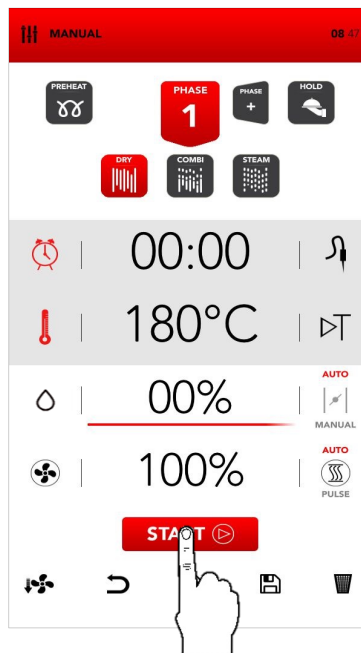 MANUAL 08:47
PREHEAT PHASE PHASE HOLD
1 +
DRY COMBI STEAM
00:00
180°C T
00% AUTO
MANUAL
100% AUTO
PULSE
START